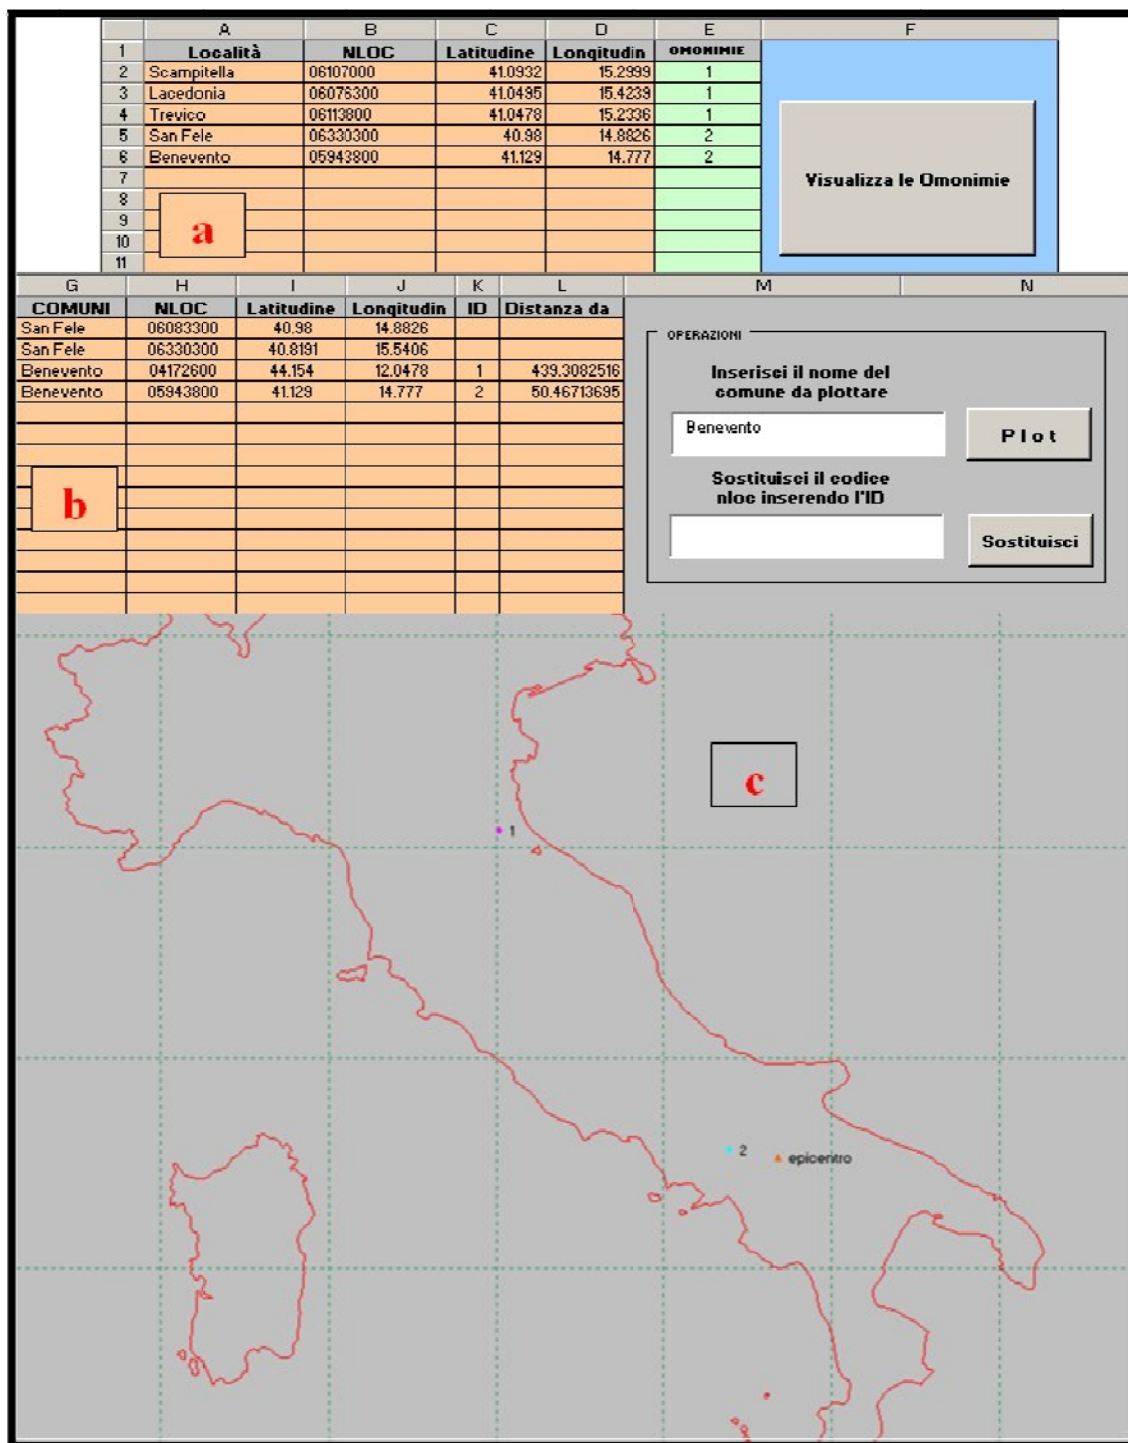 A B C D E F
1 Località NLOC Latitudine Longitudin OMONIMIE
2 Scampitella 06107000 41.0932 15.2999 1
3 Lacedonia 06076300 41.0495 15.4239 1
4 Trevico 06113800 41.0478 15.2336 1
5 San Fele 06330300 40.98 14.8826 2
6 Benevento 05943800 41.129 14.777 2
7
8
9
10
11
Visualizza le Omonimie
a
G H I J K L M N
COMUNI NLOC Latitudine Longitudin ID Distanza da
San Fele 06083300 40.98 14.8826
San Fele 06330300 40.8191 15.5406
Benevento 04172600 44.154 12.0478 1 439.3082516
Benevento 05943800 41.129 14.777 2 50.46713695
b
OPERAZIONI
Inserisci il nome del
comune da plottare
Benevento
Plot
Sostituisci il codice
nloc inserendo l'ID
Sostituisci
c
1
2
epicentro